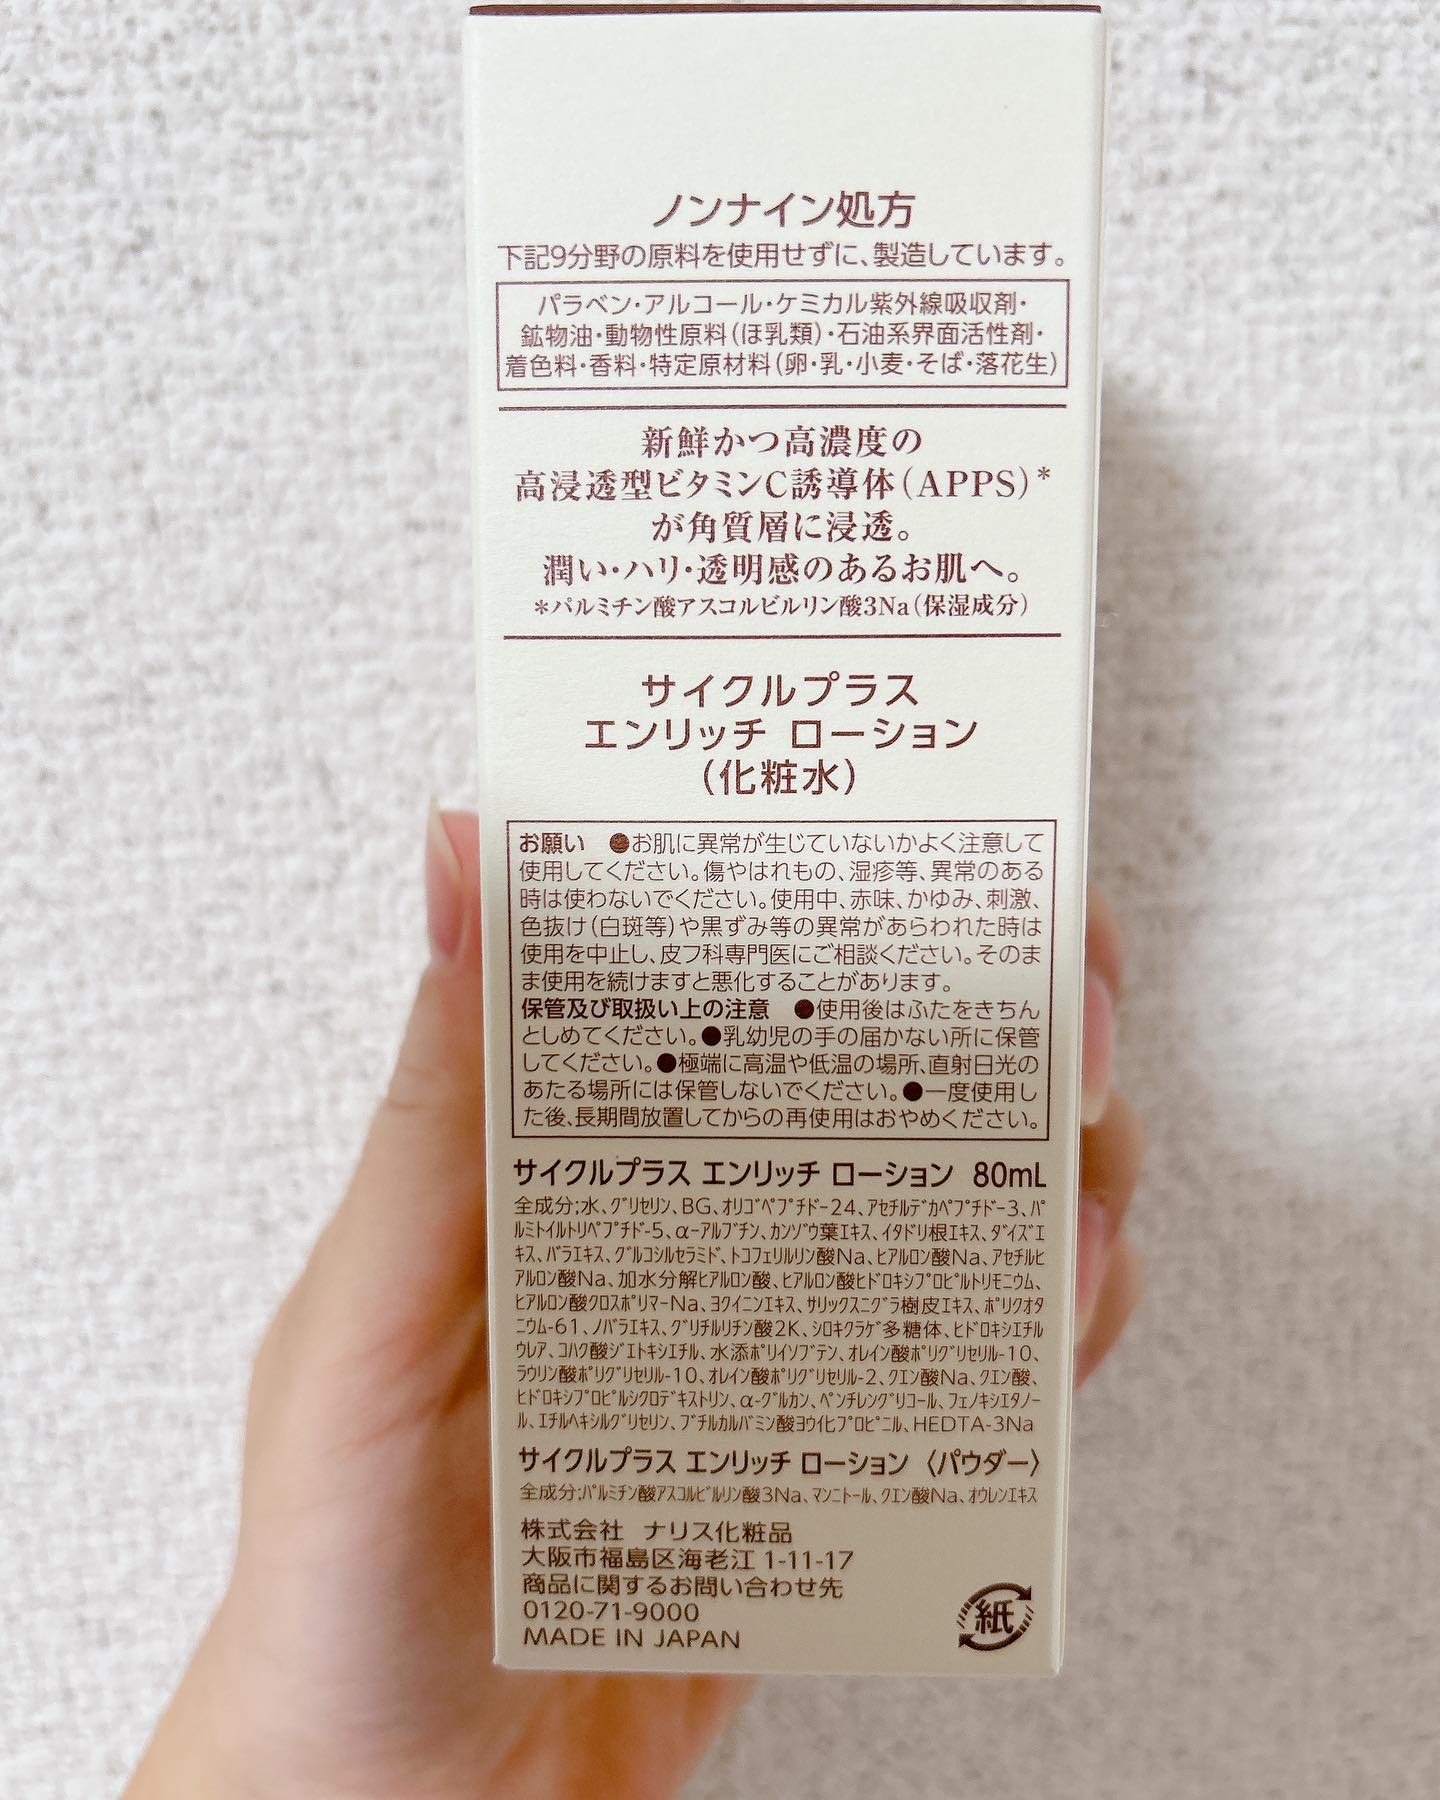 ノンナイン処方
下記9分野の原料を使用せずに、製造しています。
パラベン・アルコール・ケミカル紫外線吸収剤・
鉱物油・動物性原料(ほ乳類)・石油系界面活性剤・
着色料・香料・特定原材料(卵・乳・小麦・そば・落花生)
新鮮かつ高濃度の
高浸透型ビタミンC誘導体(APPS)*
が角質層に浸透。
潤い・ハリ・透明感のあるお肌へ。
*パルミチン酸アスコルビルリン酸3Na(保湿成分)
サイクルプラス
エンリッチ ローション
(化粧水)
お願い ●お肌に異常が生じていないかよく注意して
使用してください。傷やはれもの、湿疹等、異常のある
時は使わないでください。使用中、赤味、かゆみ、刺激、
色抜け(白斑等)や黒ずみ等の異常があらわれた時は
使用を中止し、皮フ科専門医にご相談ください。そのま
ま使用を続けますと悪化することがあります。
保管及び取扱い上の注意 ●使用後はふたをきちん
としめてください。●乳幼児の手の届かない所に保管
してください。●極端に高温や低温の場所、直射日光の
あたる場所には保管しないでください。●一度使用し
た後、長期間放置してからの再使用はおやめください。
サイクルプラス エンリッチ ローション 80mL
全成分;水、グリセリン、BG、オリゴペプチド-24、アセチルデカペプチド-3、パ
ルミトイルトリペプチド-5、α-アルブチン、カンゾウ葉エキス、イタドリ根エキス、ダイズエ
キス、バラエキス、グルコシルセラミド、トコフェリルリン酸Na、ヒアルロン酸Na、アセチルヒ
アルロン酸Na、加水分解ヒアルロン酸、ヒアルロン酸ヒドロキシプロピルトリモニウム、
ヒアルロン酸クロスポリマーNa、ヨクイニンエキス、サリックスニグラ樹皮エキス、ポリクオタ
ニウム-61、ノバラエキス、グリチルリチン酸2K、シロキクラゲ多糖体、ヒドロキシエチル
ウレア、コハク酸ジエトキシエチル、水添ポリイソブテン、オレイン酸ポリグリセリル-10、
ラウリン酸ポリグリセリル-10、オレイン酸ポリグリセリル-2、クエン酸Na、クエン酸、
ヒドロキシプロピルシクロデキストリン、α-グルカン、ペンチレングリコール、フェノキシエタノー
ル、エチルヘキシルグリセリン、ブチルカルバミン酸ヨウ化プロピニル、HEDTA-3Na
サイクルプラス エンリッチ ローション 〈パウダー〉
全成分;パルミチン酸アスコルビルリン酸3Na、マンニトール、クエン酸Na、オウレンエキス
株式会社 ナリス化粧品
大阪市福島区海老江 1-11-17
商品に関するお問い合わせ先
0120-71-9000
MADE IN JAPAN
紙